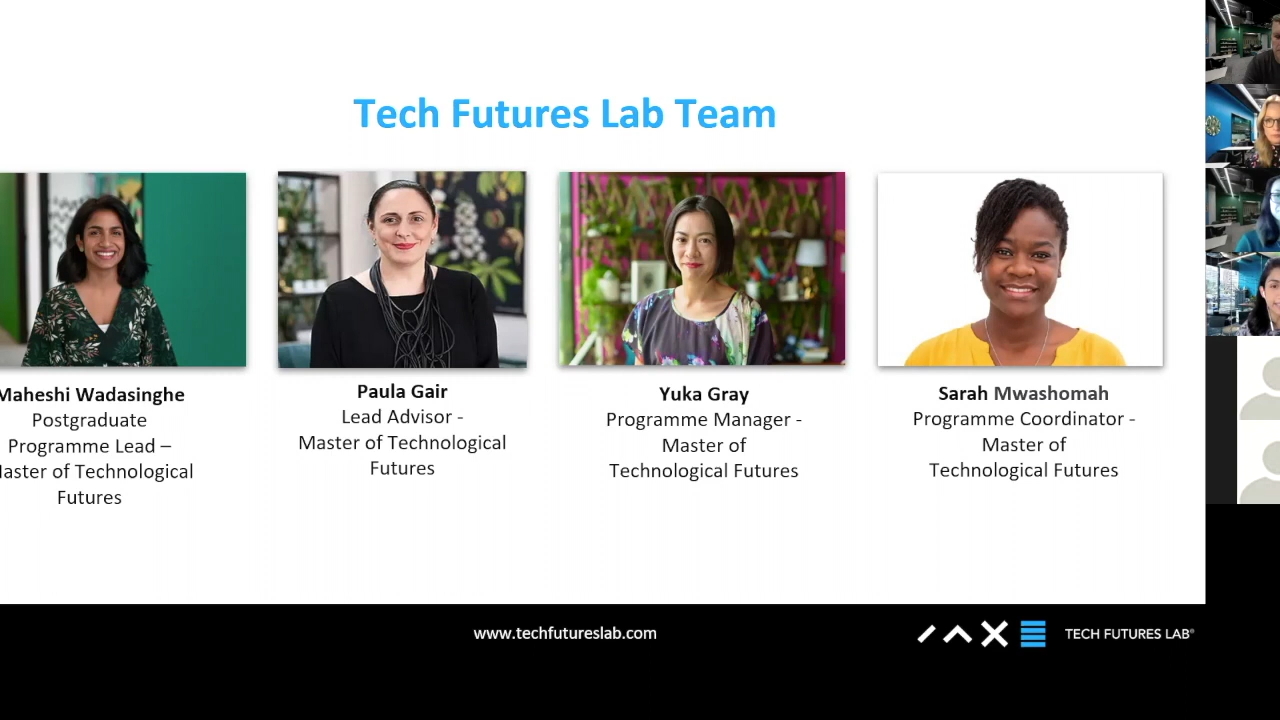 Tech Futures Lab Team
Maheshi Wadasinghe
Postgraduate
Programme Lead –
Master of Technological
Futures
Paula Gair
Lead Advisor -
Master of Technological
Futures
Yuka Gray
Programme Manager -
Master of
Technological Futures
Sarah Mwashomah
Programme Coordinator -
Master of
Technological Futures
www.techfutureslab.com
TECH FUTURES LAB®